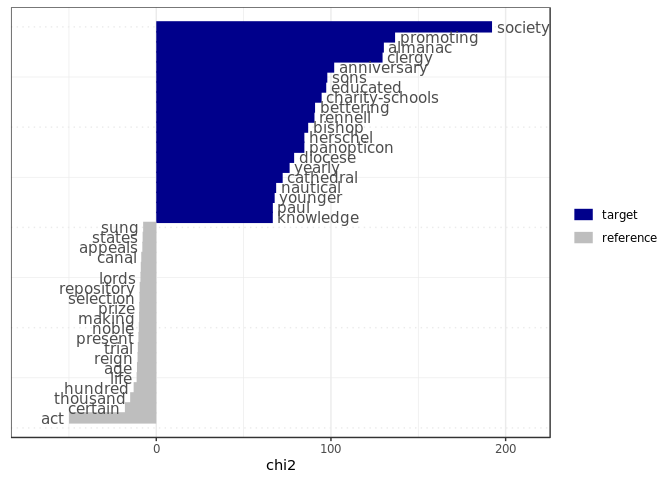 society
promoting
almanac
clergy
anniversary
sons
educated
charity-schools
bettering
rennell
bishop
herschel
panopticon
diocese
yearly
cathedral
nautical
younger
paul
knowledge
sung
states
appeals
canal
lords
repository
selection
prize
making
noble
present
trial
reign
age
life
hundred
thousand
certain
act
target
reference
0 100 200
chi2